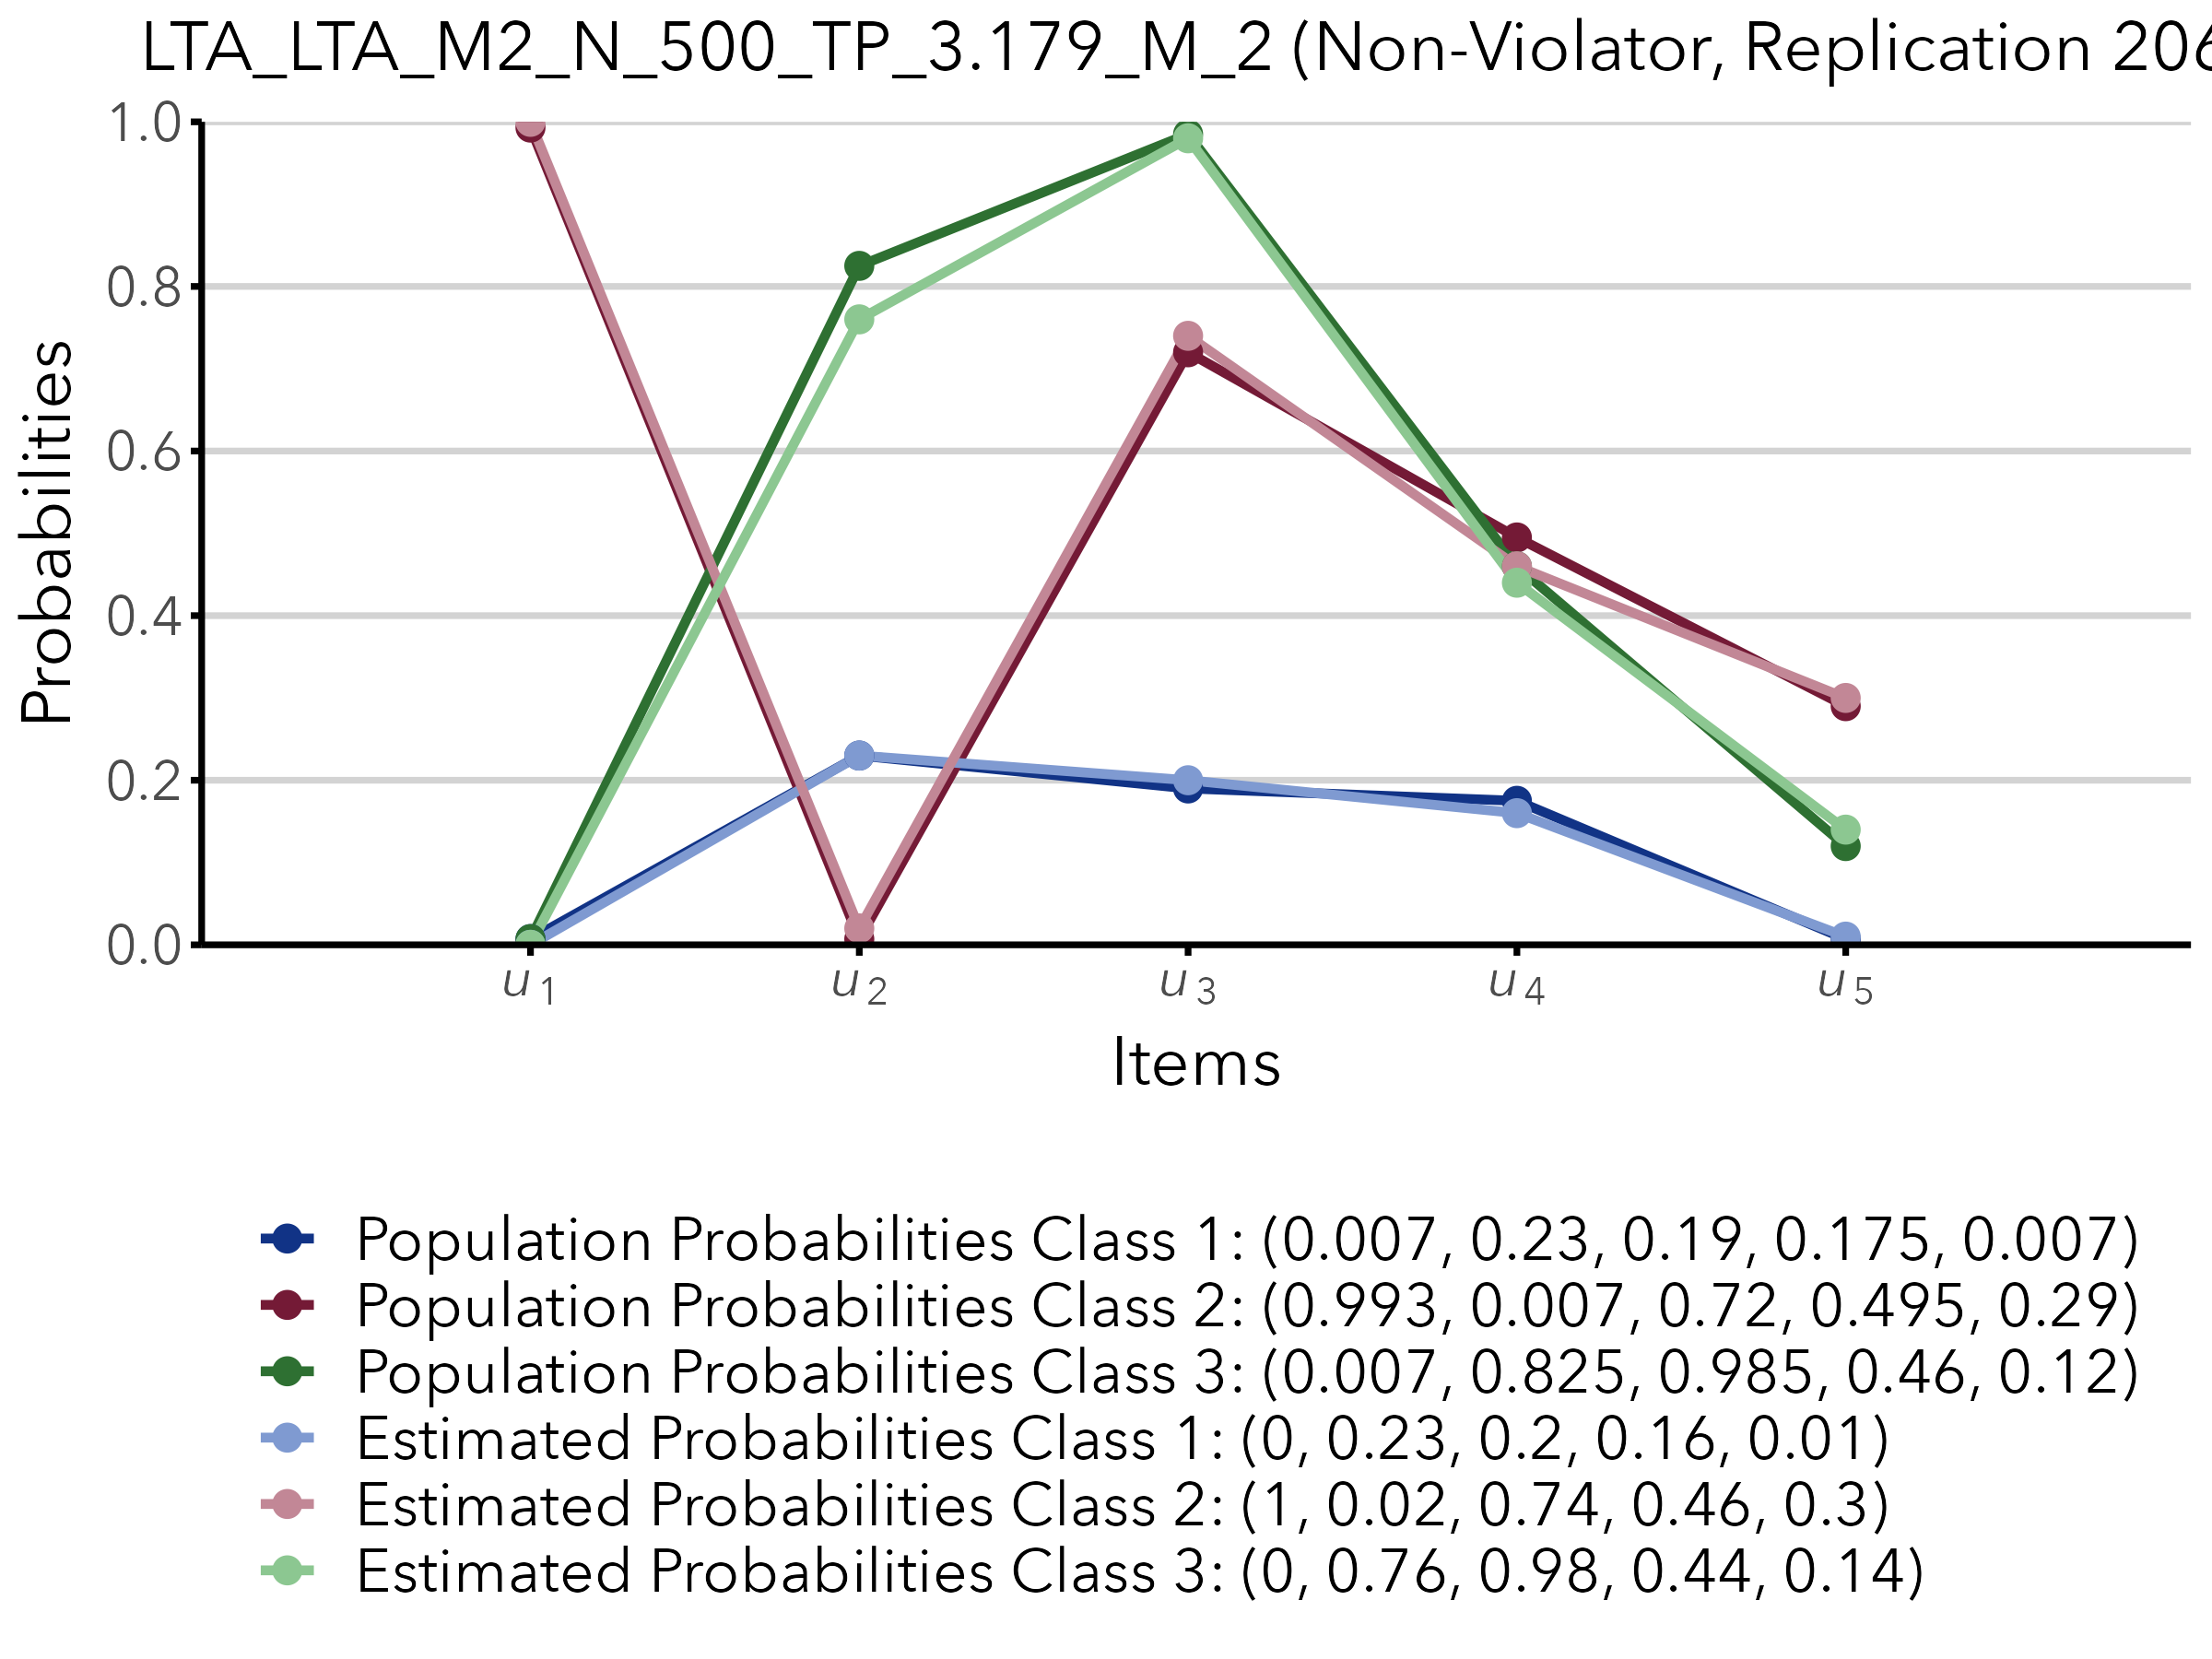 LTA_LTA_M2_N_500_TP_3.179_M_2 (Non-Violator, Replication 206
Probabilities
1.0
0.8
0.6
0.4
0.2
0.0
u1 u2 u3 u4 u5
Items
Population Probabilities Class 1: (0.007, 0.23, 0.19, 0.175, 0.007)
Population Probabilities Class 2: (0.993, 0.007, 0.72, 0.495, 0.29)
Population Probabilities Class 3: (0.007, 0.825, 0.985, 0.46, 0.12)
Estimated Probabilities Class 1: (0, 0.23, 0.2, 0.16, 0.01)
Estimated Probabilities Class 2: (1, 0.02, 0.74, 0.46, 0.3)
Estimated Probabilities Class 3: (0, 0.76, 0.98, 0.44, 0.14)